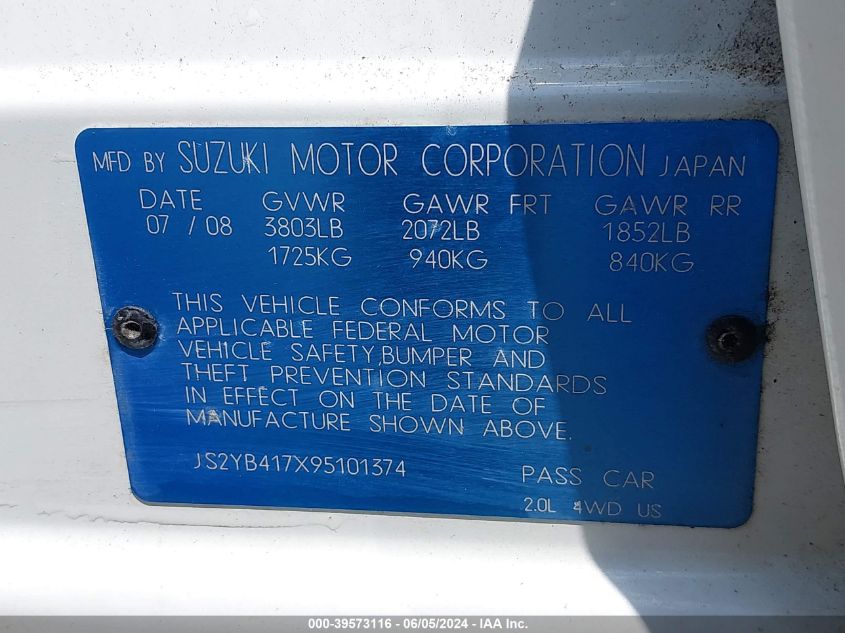 MFD BY SUZUKI MOTOR CORPORATION JAPAN
DATE GVWR GAWR FRT GAWR RR
07 / 08 3803LB 2072LB 1852LB
1725KG 940KG 840KG
THIS VEHICLE CONFORMS TO ALL
APPLICABLE FEDERAL MOTOR
VEHICLE SAFETY,BUMPER AND
THEFT PREVENTION STANDARDS
IN EFFECT ON THE DATE OF
MANUFACTURE SHOWN ABOVE.
JS2YB417X95101374 PASS CAR
2.0L 4WD US
000-39573116 - 06/05/2024 - IAA Inc.